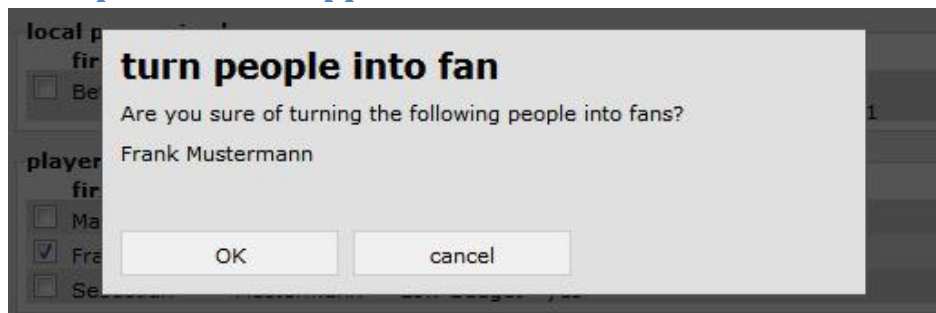 local p
fir
turn people into fan
Be
Are you sure of turning the following people into fans?
1
Frank Mustermann
player
fir
Ma
Fra
OK
cancel
Se